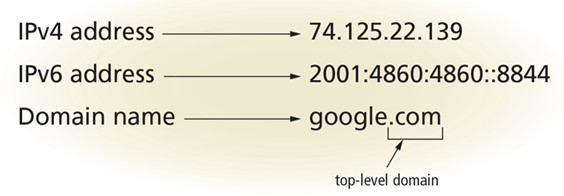 IPv4 address 74.125.22.139
IPv6 address 2001:4860:4860::8844
Domain name google.com
top-level domain